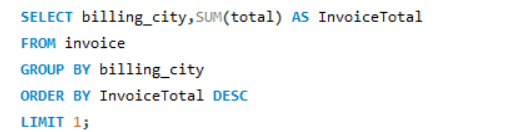 SELECT billing_city,SUM(total) AS InvoiceTotal
FROM invoice
GROUP BY billing_city
ORDER BY InvoiceTotal DESC
LIMIT 1;